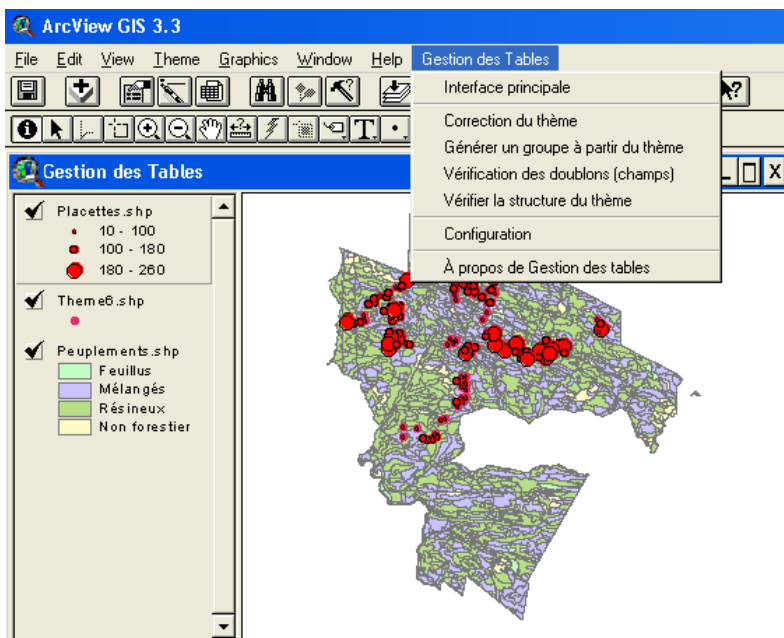 ArcView GIS 3.3
File Edit View Theme Graphics Window Help Gestion des Tables
Interface principale
Correction du thème
Générer un groupe à partir du thème
Vérification des doublons (champs)
Vérifier la structure du thème
Configuration
À propos de Gestion des tables
Gestion des Tables
Placettes.shp
10 - 100
100 - 180
180 - 260
Theme6.shp
Peuplements.shp
Feuillus
Mélangés
Résineux
Non forestier